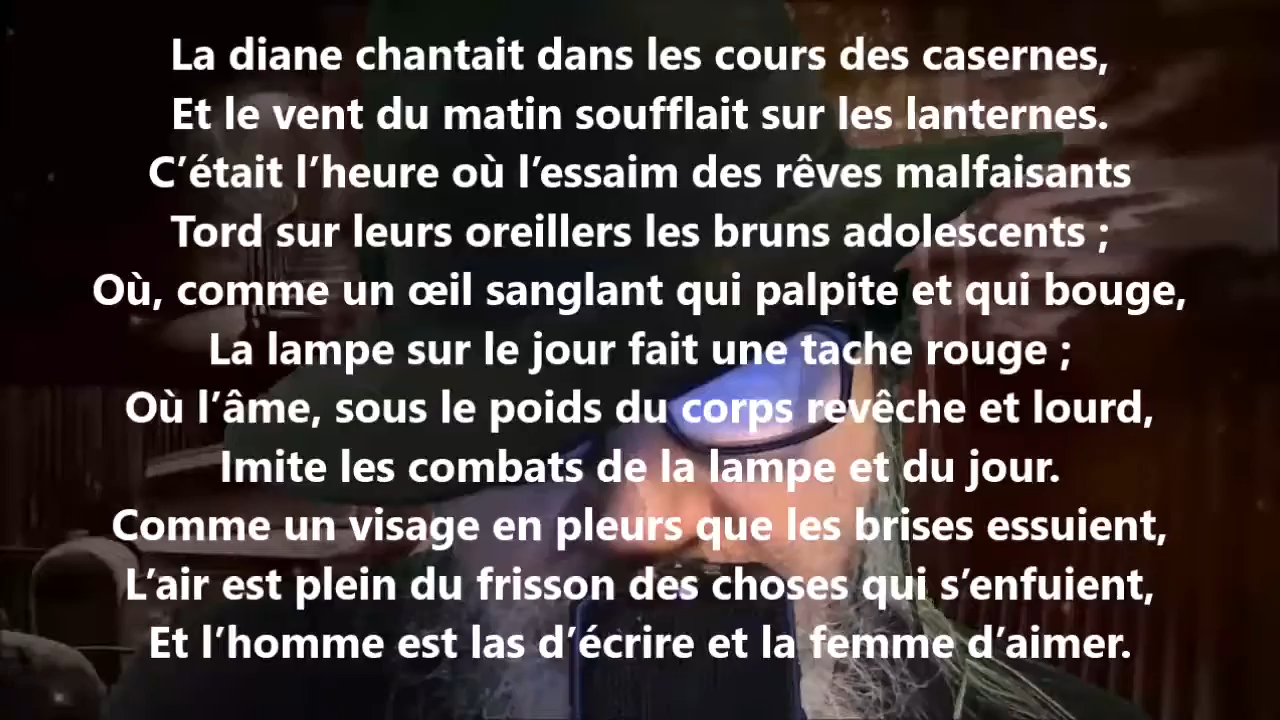 La diane chantait dans les cours des casernes,
Et le vent du matin soufflait sur les lanternes.
C’était l’heure où l’essaim des rêves malfaisants
Tord sur leurs oreillers les bruns adolescents ;
Où, comme un œil sanglant qui palpite et qui bouge,
La lampe sur le jour fait une tache rouge ;
Où l’âme, sous le poids du corps revêche et lourd,
Imite les combats de la lampe et du jour.
Comme un visage en pleurs que les brises essuient,
L’air est plein du frisson des choses qui s’enfuient,
Et l’homme est las d’écrire et la femme d’aimer.